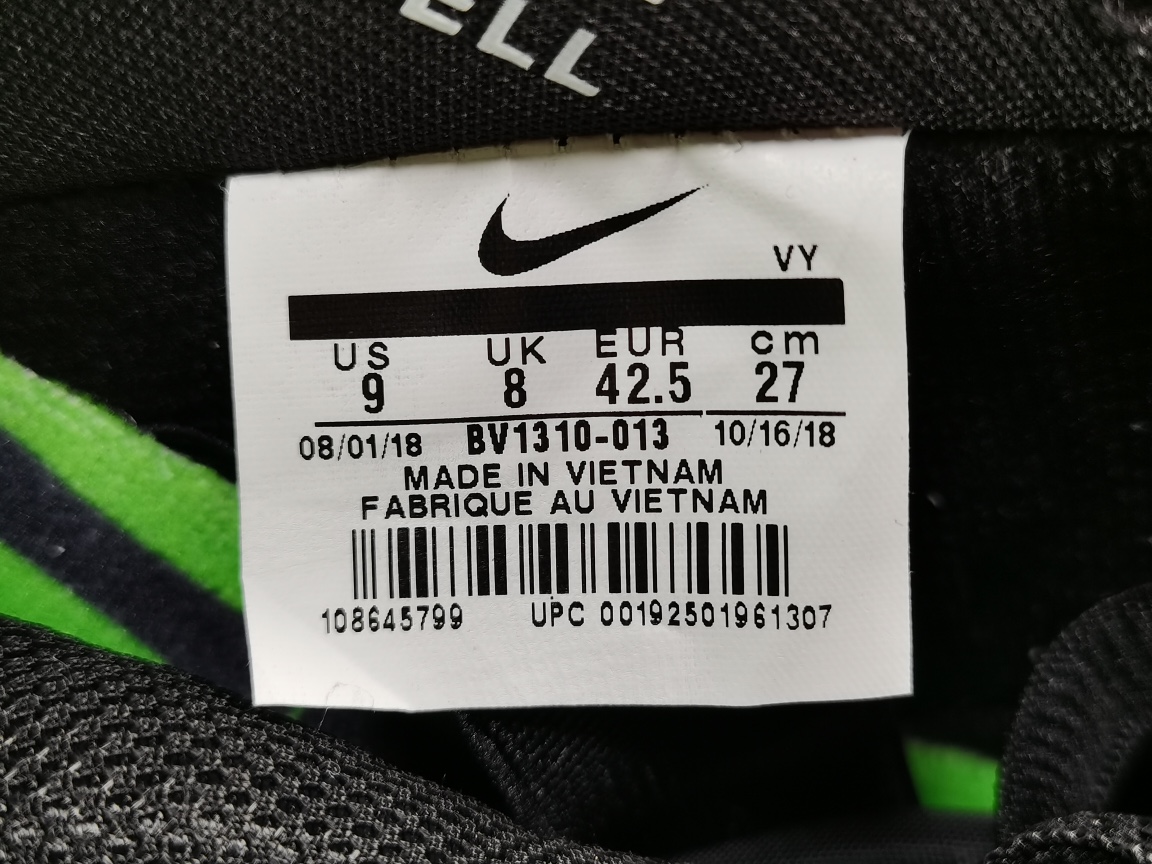 ELL
VY
US UK EUR cm
9 8 42.5 27
08/01/18 BV1310-013 10/16/18
MADE IN VIETNAM
FABRIQUE AU VIETNAM
108645799 UPC 00192501961307